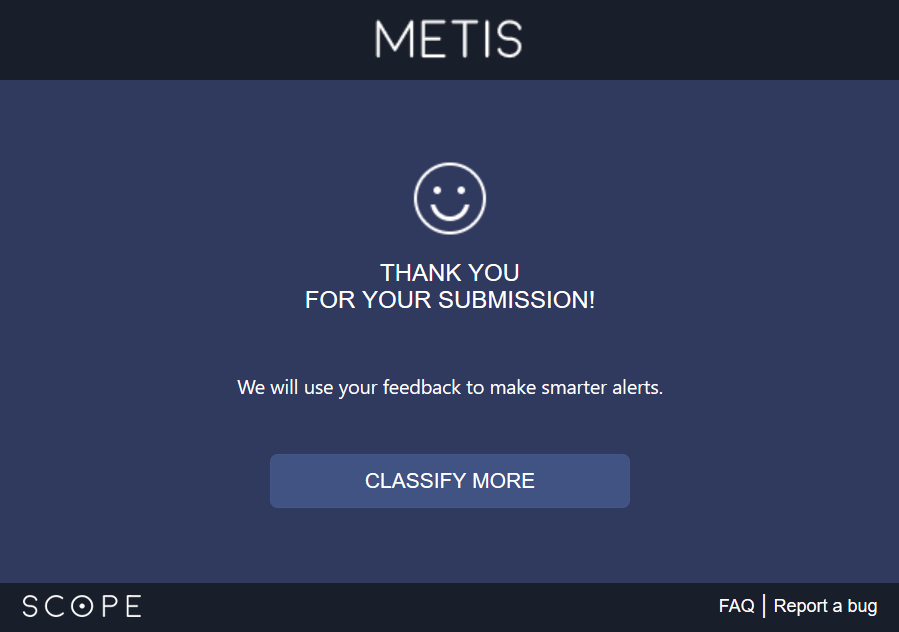 METIS
THANK YOU
FOR YOUR SUBMISSION!
We will use your feedback to make smarter alerts.
CLASSIFY MORE
SCOPE
FAQ | Report a bug